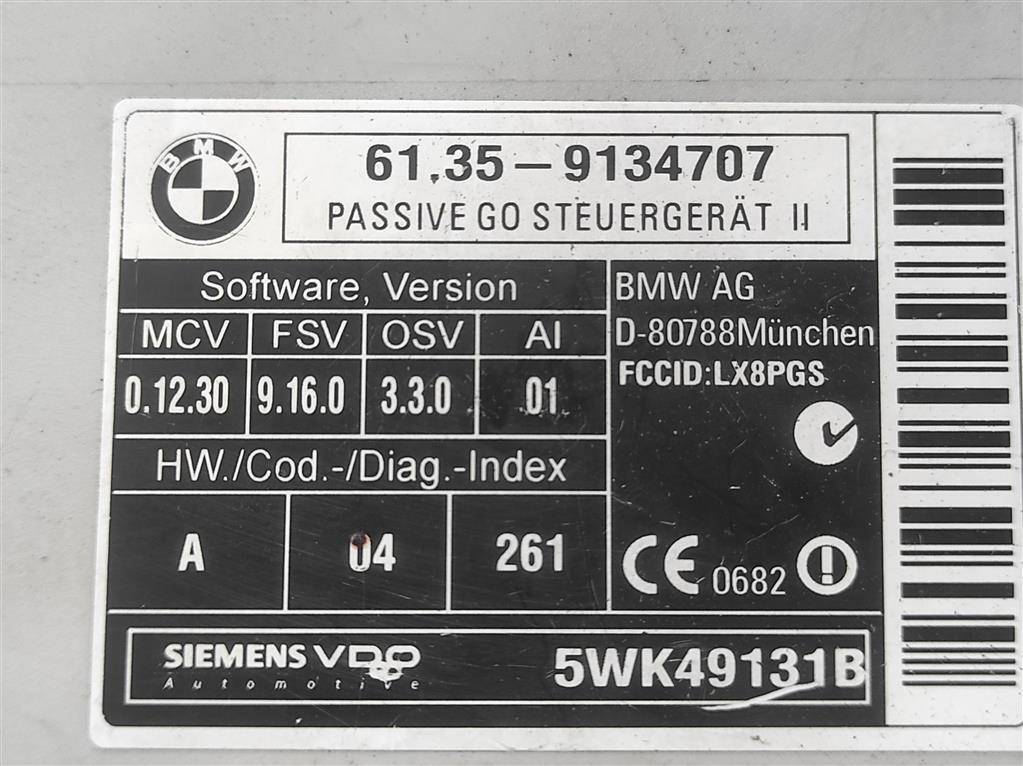 BMW
61.35-9134707
PASSIVE GO STEUERGERÄT II
Software, Version
MCV FSV OSV AI
0.12.30 9.16.0 3.3.0 01
HW./Cod.-/Diag.-Index
A 04 261
BMW AG
D-80788München
FCCID:LX8PGS
CE 0682
SIEMENS VDO
Automotive
5WK49131B